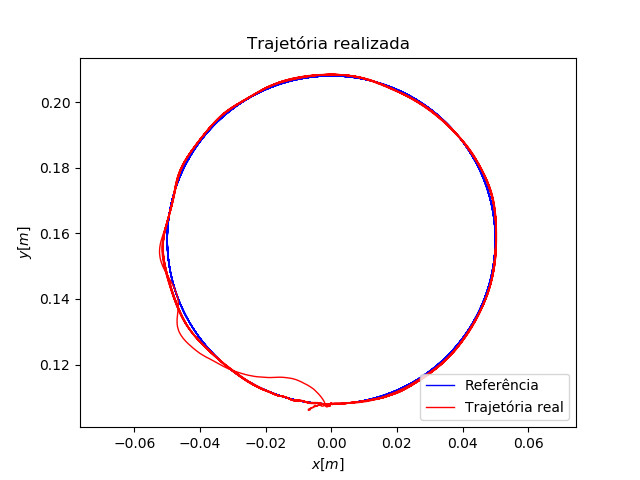 Trajetória realizada
y[m]
0.20
0.18
0.16
0.14
0.12
−0.06 −0.04 −0.02 0.00 0.02 0.04 0.06
x[m]
Referência
Trajetória real